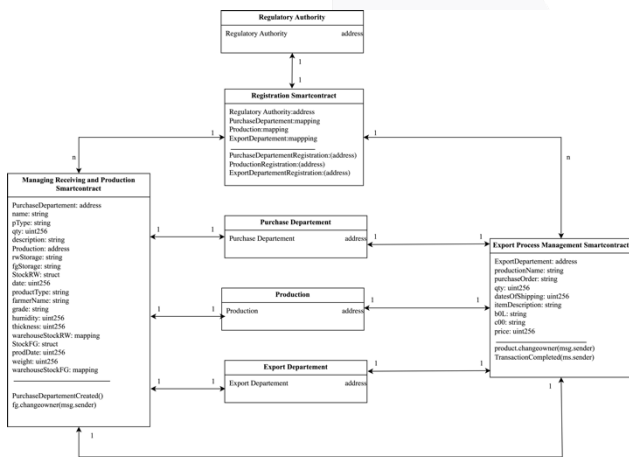 Regulatory Authority
Regulatory Authority address
1
1
Registration Smartcontract
Regulatory Authority:address
PurchaseDepartement:mapping
Production:mapping
ExportDepartement:mappping
PurchaseDepartementRegistration:(address)
ProductionRegistration:(address)
ExportDepartementRegistration:(address)
1
1
n
n
Managing Receiving and Production
Smartcontract
PurchaseDepartement: address
name: string
pType: string
qty: uint256
description: string
Production: address
rwStorage: string
fgStorage: string
StockRW: struct
date: uint256
productType: string
farmerName: string
grade: string
humidity: uint256
thickness: uint256
warehouseStockRW: mapping
StockFG: struct
prodDate: uint256
weight: uint256
warehouseStockFG: mapping
PurchaseDepartementCreated()
fg.changeowner(msg.sender)
1
1
Purchase Departement
Purchase Departement address
1
1
1
1
Production
Production address
1
1
1
1
Export Departement
Export Departement address
1
1
Export Process Management Smartcontract
ExportDepartement: address
productionName: string
purchaseOrder: string
qty: uint256
datesOfShipping: uint256
itemDescription: string
b0L: string
c00: string
price: uint256
product.changeowner(msg.sender)
TransactionCompleted(ms.sender)
1
1